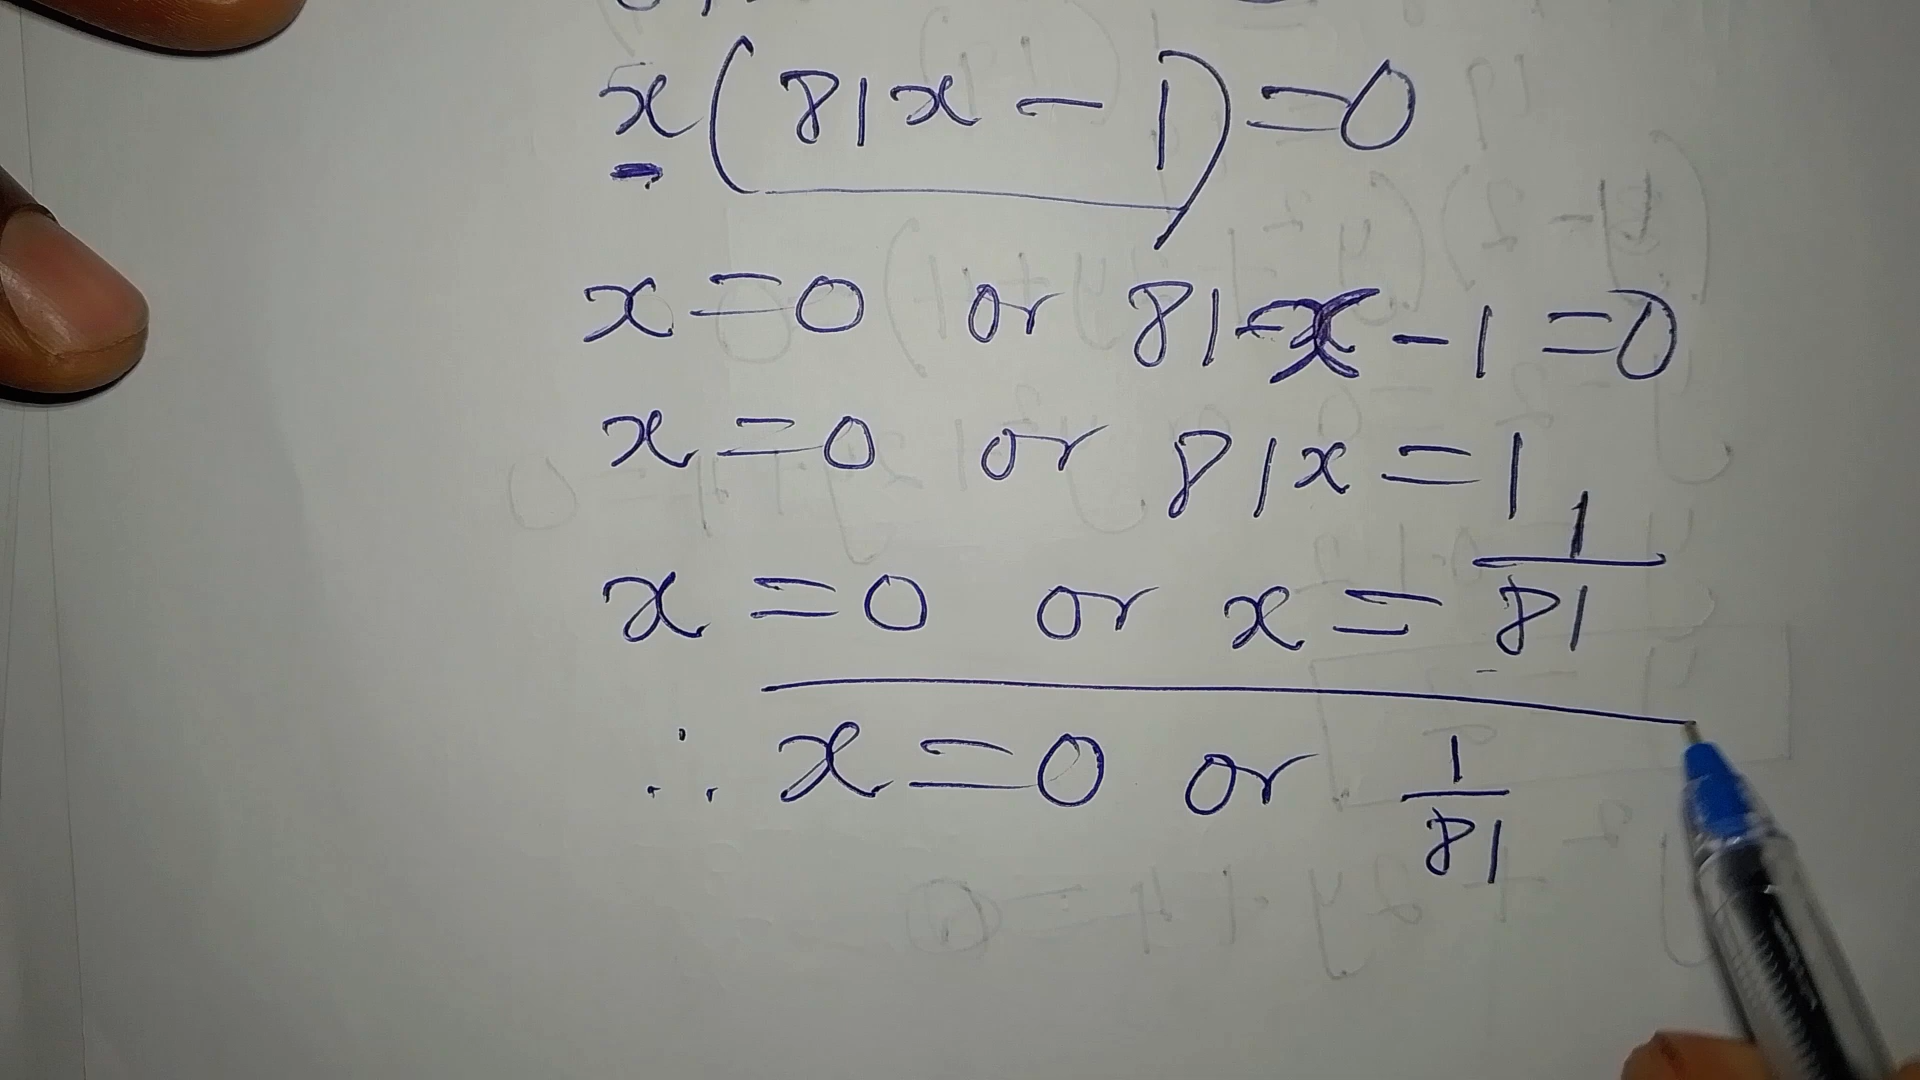 x(81x-1)=0
x=0 or 81x-1=0
x=0 or 81x=1
x=0 or x=1/81
∴ x=0 or 1/81